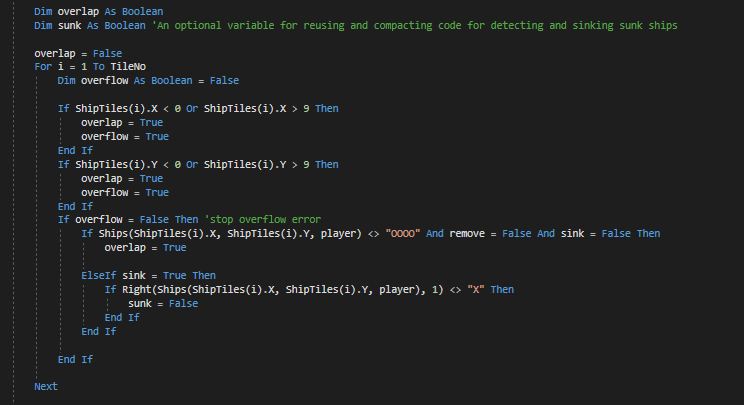 Dim overlap As Boolean
Dim sunk As Boolean 'An optional variable for reusing and compacting code for detecting and sinking sunk ships
overlap = False
For i = 1 To TileNo
Dim overflow As Boolean = False
If ShipTiles(i).X < 0 Or ShipTiles(i).X > 9 Then
overlap = True
overflow = True
End If
If ShipTiles(i).Y < 0 Or ShipTiles(i).Y > 9 Then
overlap = True
overflow = True
End If
If overflow = False Then 'stop overflow error
If Ships(ShipTiles(i).X, ShipTiles(i).Y, player) <> "OOOO" And remove = False And sink = False Then
overlap = True
ElseIf sink = True Then
If Right(Ships(ShipTiles(i).X, ShipTiles(i).Y, player), 1) <> "X" Then
sunk = False
End If
End If
End If
Next